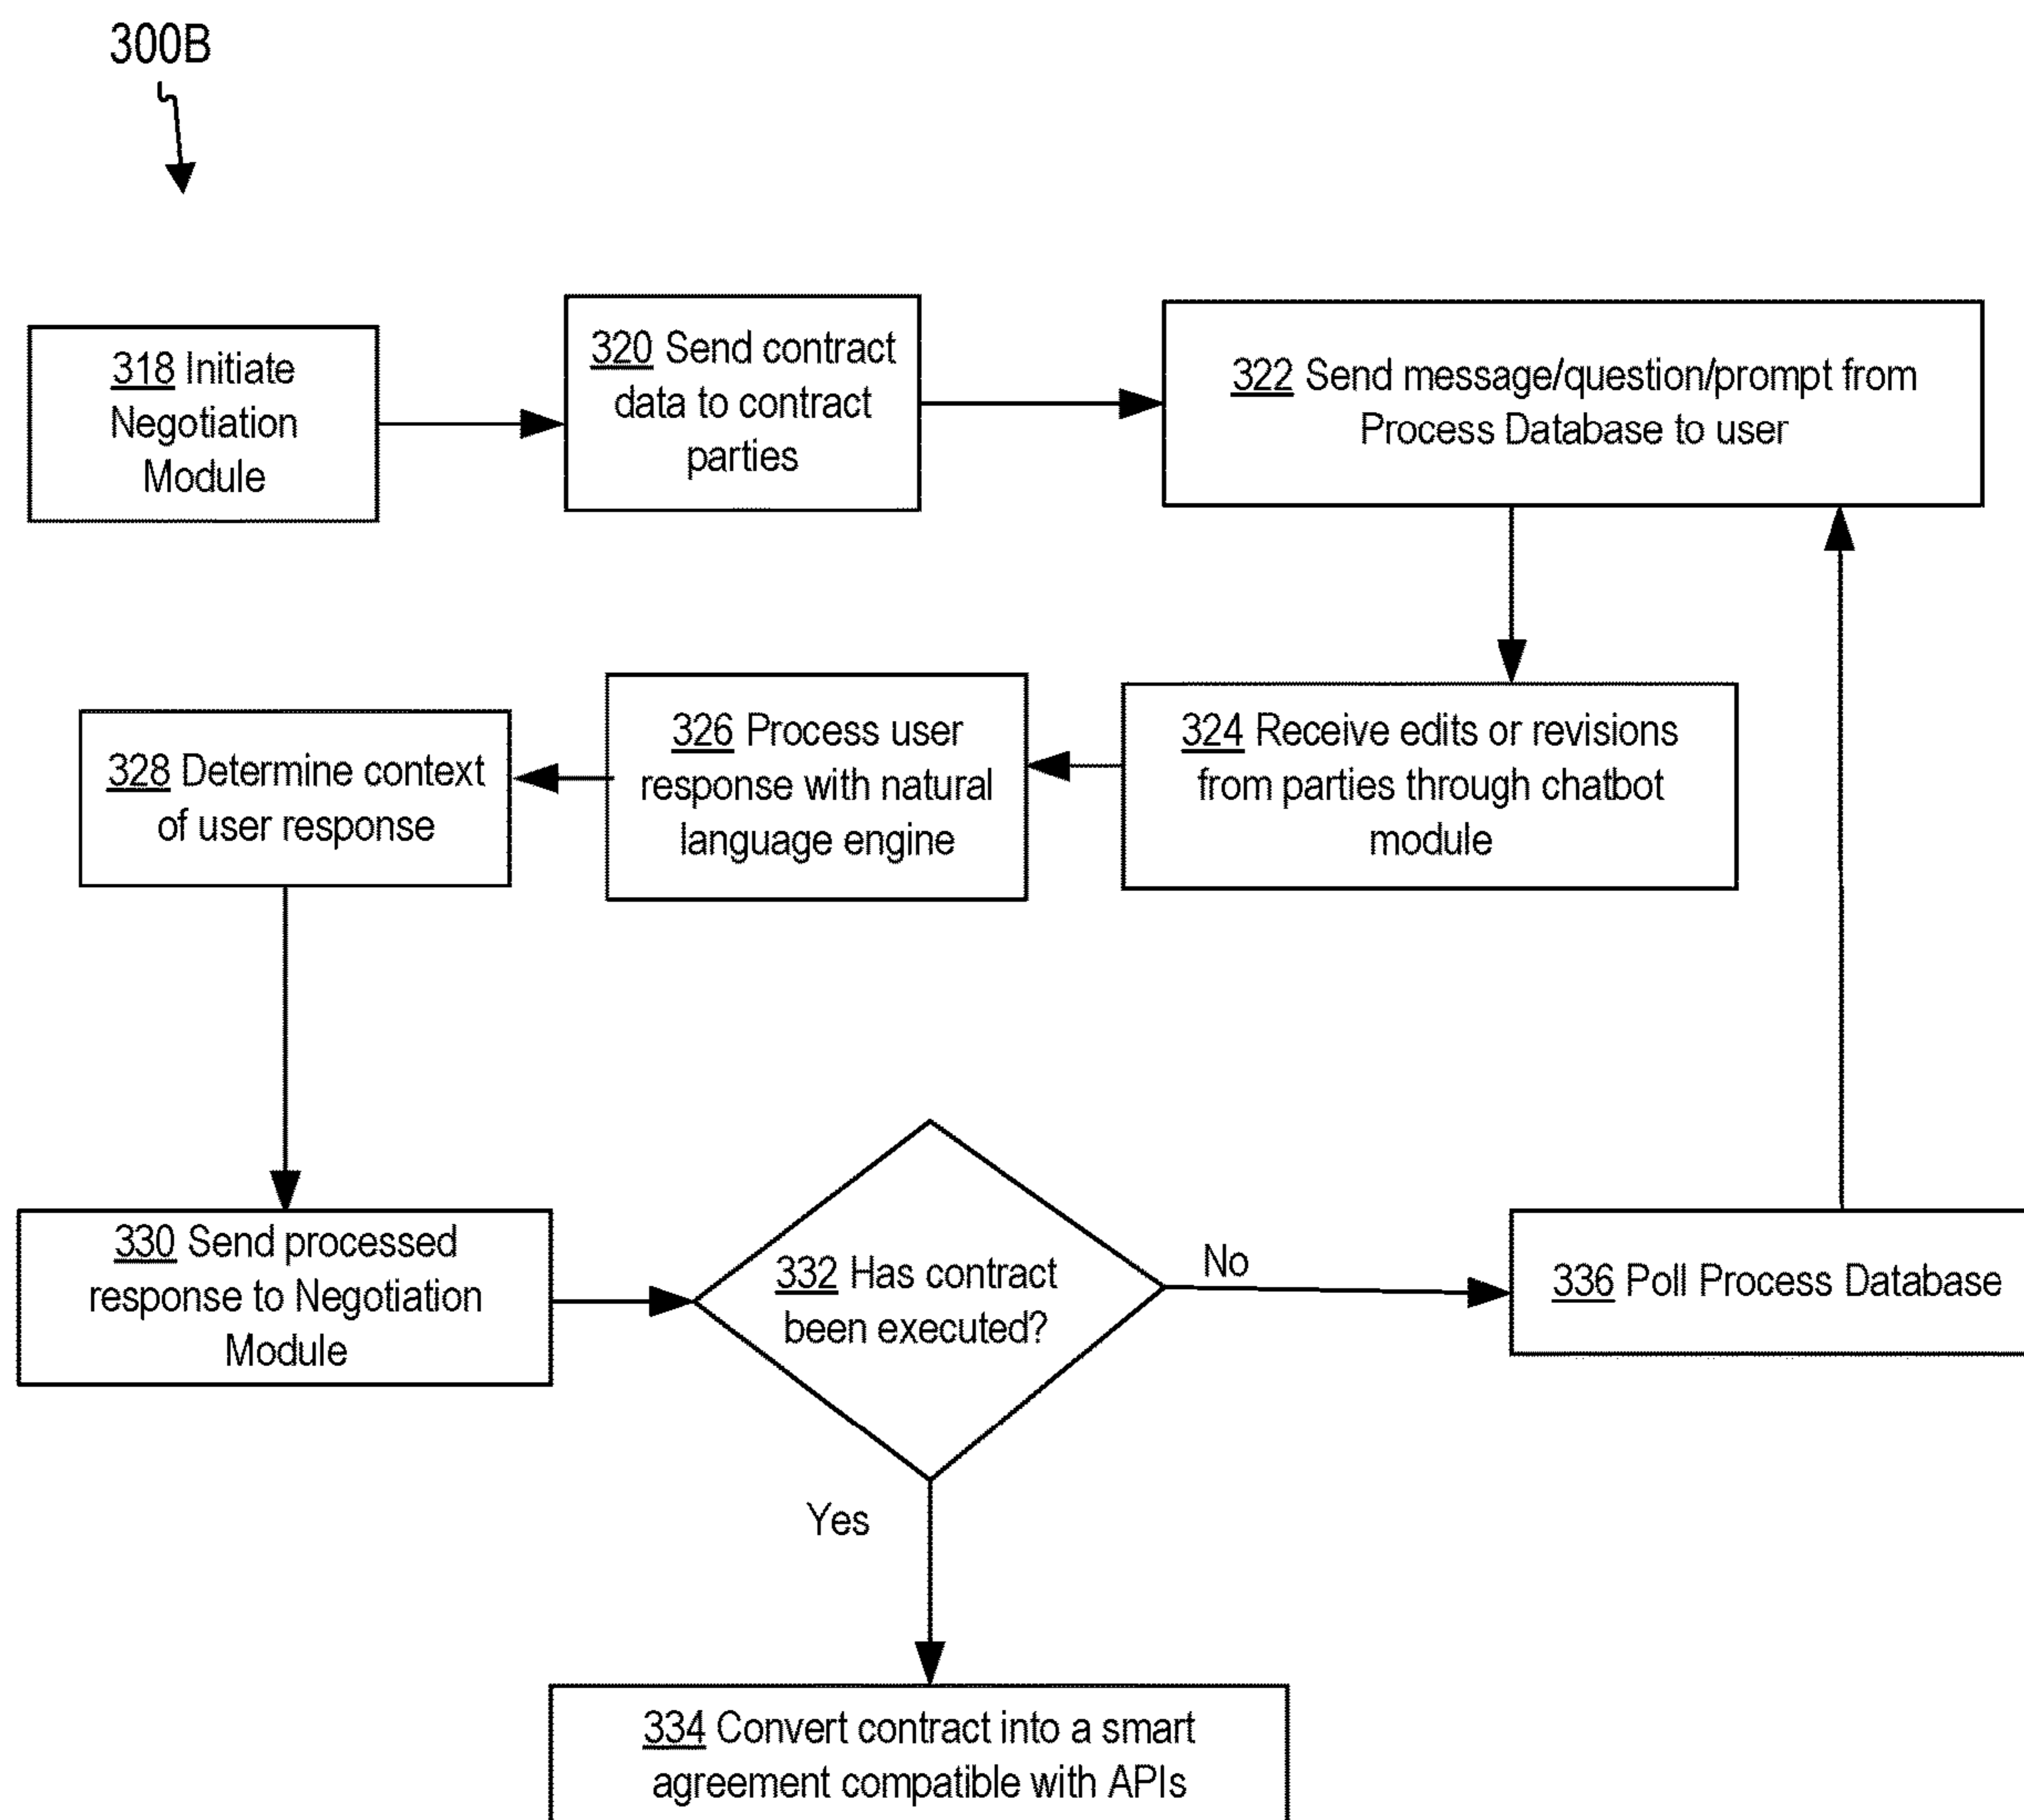 300B
318 Initiate
Negotiation
Module
320 Send contract
data to contract
parties
322 Send message/question/prompt from
Process Database to user
328 Determine context
of user response
326 Process user
response with natural
language engine
324 Receive edits or revisions
from parties through chatbot
module
330 Send processed
response to Negotiation
Module
332 Has contract
been executed?
No
336 Poll Process Database
Yes
334 Convert contract into a smart
agreement compatible with APIs